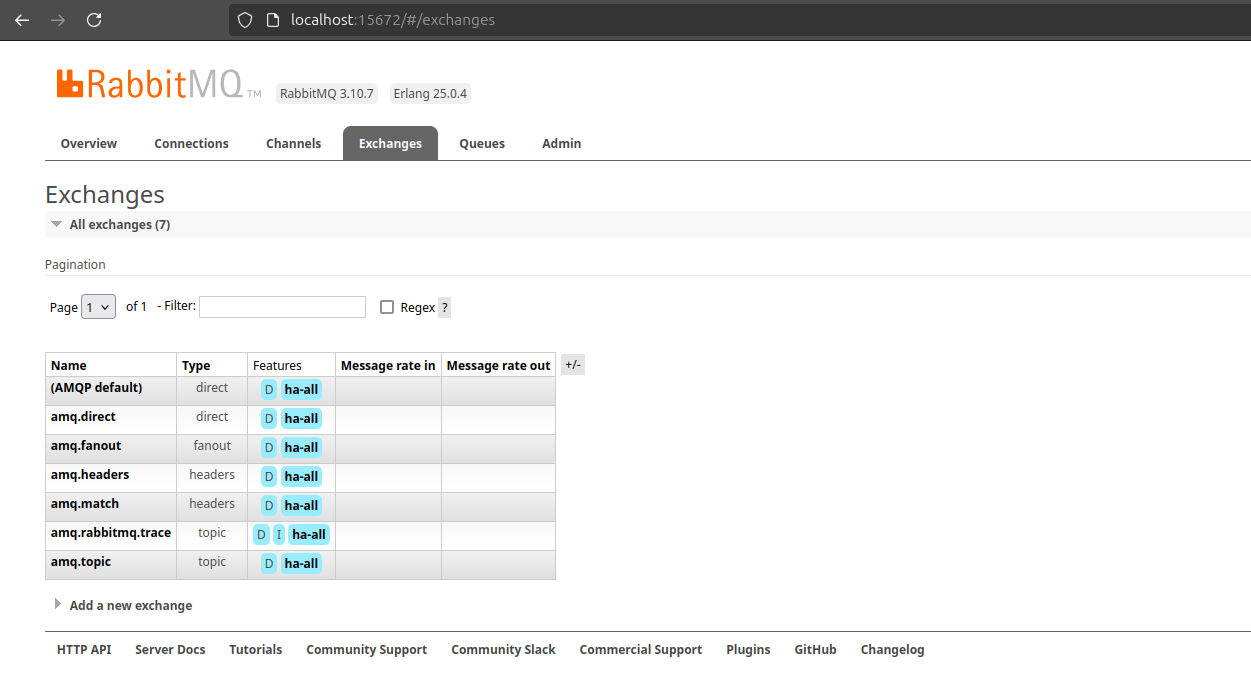 localhost:15672/#/exchanges
RabbitMQ TM RabbitMQ 3.10.7 Erlang 25.0.4
Overview Connections Channels Exchanges Queues Admin
Exchanges
All exchanges (7)
Pagination
Page 1 of 1 - Filter: Regex ?
Name Type Features Message rate in Message rate out +/-
(AMQP default) direct D ha-all
amq.direct direct D ha-all
amq.fanout fanout D ha-all
amq.headers headers D ha-all
amq.match headers D ha-all
amq.rabbitmq.trace topic D I ha-all
amq.topic topic D ha-all
Add a new exchange
HTTP API Server Docs Tutorials Community Support Community Slack Commercial Support Plugins GitHub Changelog